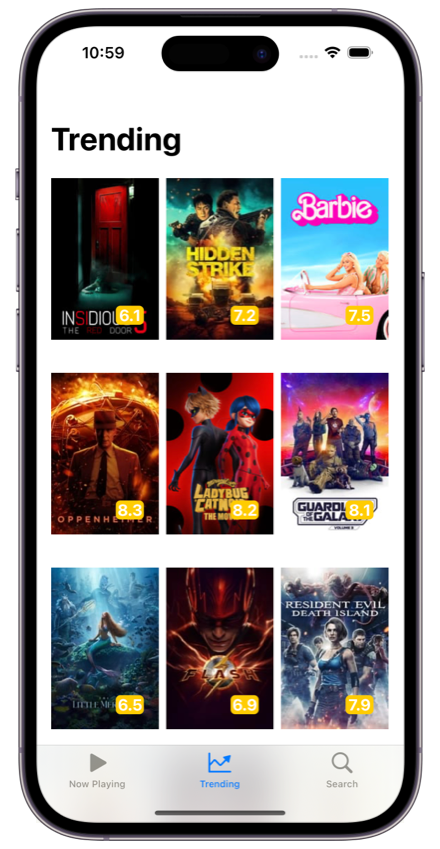 10:59
Trending
INSIDIOUS
THE RED DOOR
6.1
HIDDEN
STRIKE
7.2
Barbie
7.5
OPPENHEIMER
8.3
LADYBUG
CATNOIR
THE MOVIE
8.2
GUARDIANS
OF THE
GALAXY
VOLUME 3
8.1
THE
LITTLE MERMAID
6.5
FLASH
6.9
RESIDENT EVIL
DEATH ISLAND
7.9
Now Playing
Trending
Search